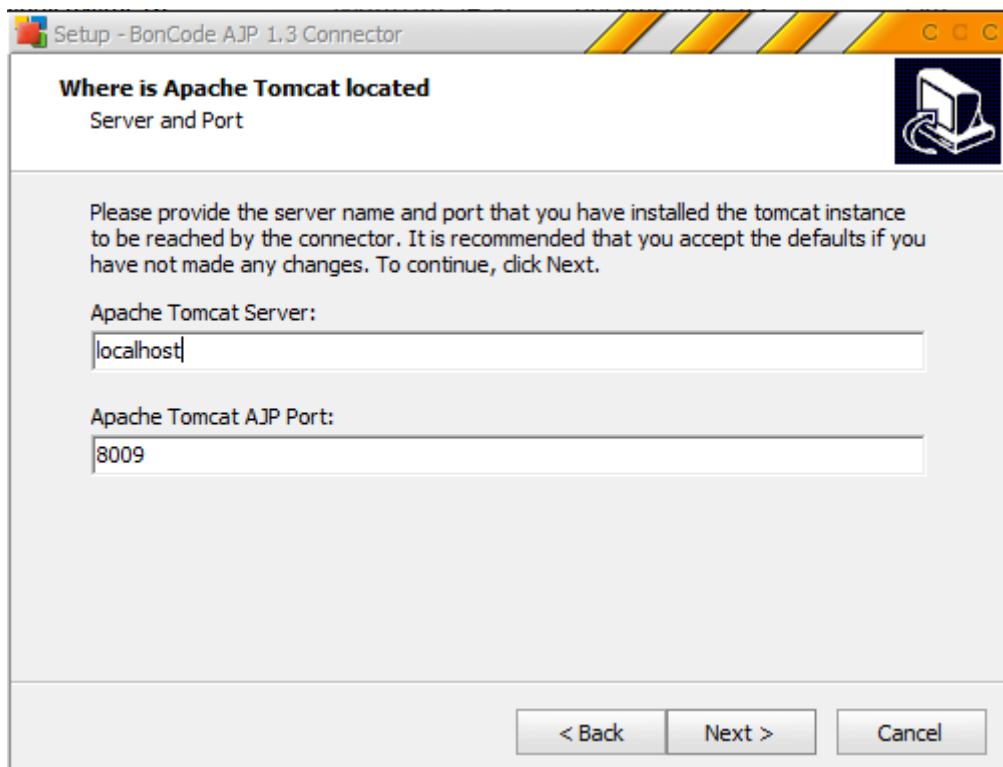 Setup - BonCode AJP 1.3 Connector
C C C
Where is Apache Tomcat located
Server and Port
Please provide the server name and port that you have installed the tomcat instance
to be reached by the connector. It is recommended that you accept the defaults if you
have not made any changes. To continue, click Next.
Apache Tomcat Server:
localhost
Apache Tomcat AJP Port:
8009
< Back
Next >
Cancel